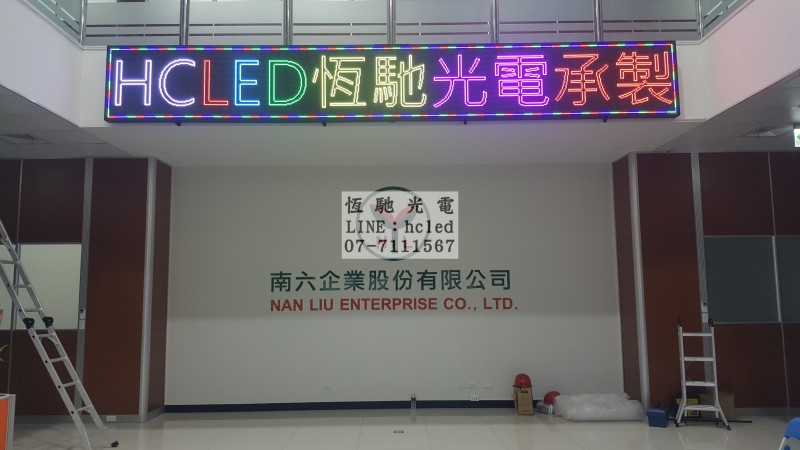 HCLED恆馳光電承製
恆馳光電
LINE:hcled
07-7111567
南六企業股份有限公司
NAN LIU ENTERPRISE CO., LTD.